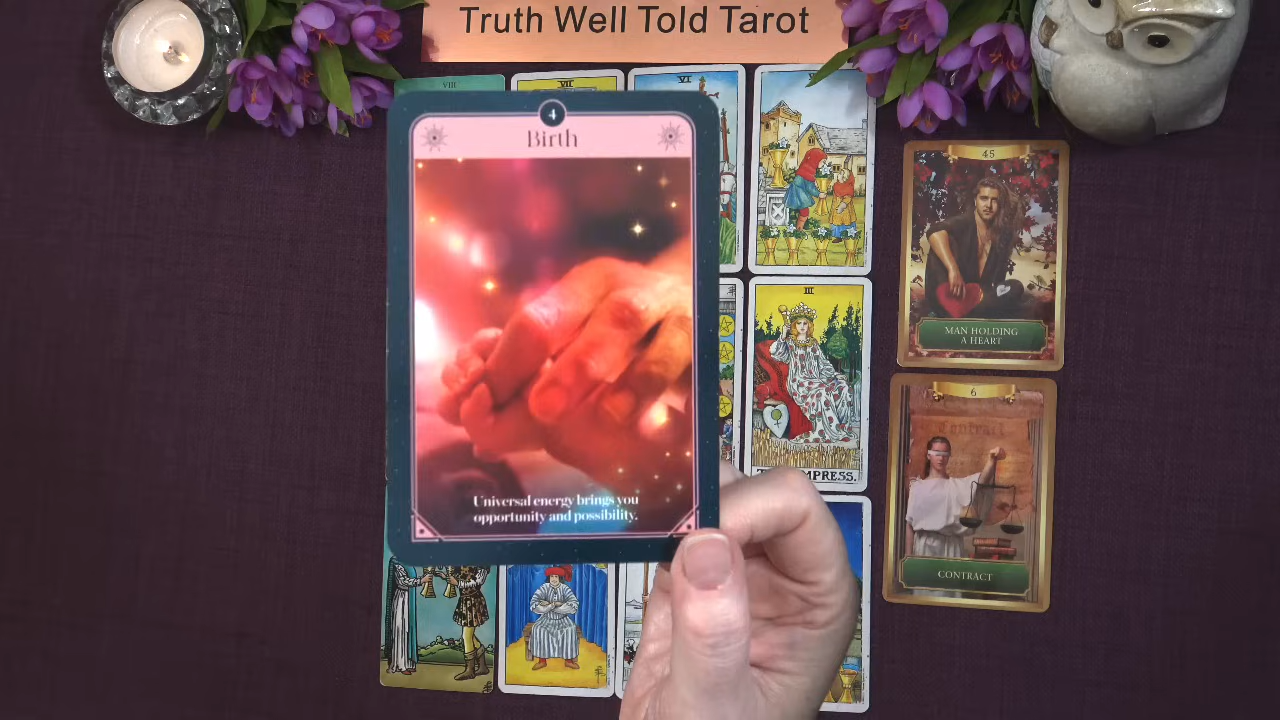 Truth Well Told Tarot
VIII
VII
VI
4
Birth
Universal energy brings you
opportunity and possibility.
III
45
MAN HOLDING
A HEART
6
Contract
CONTRACT